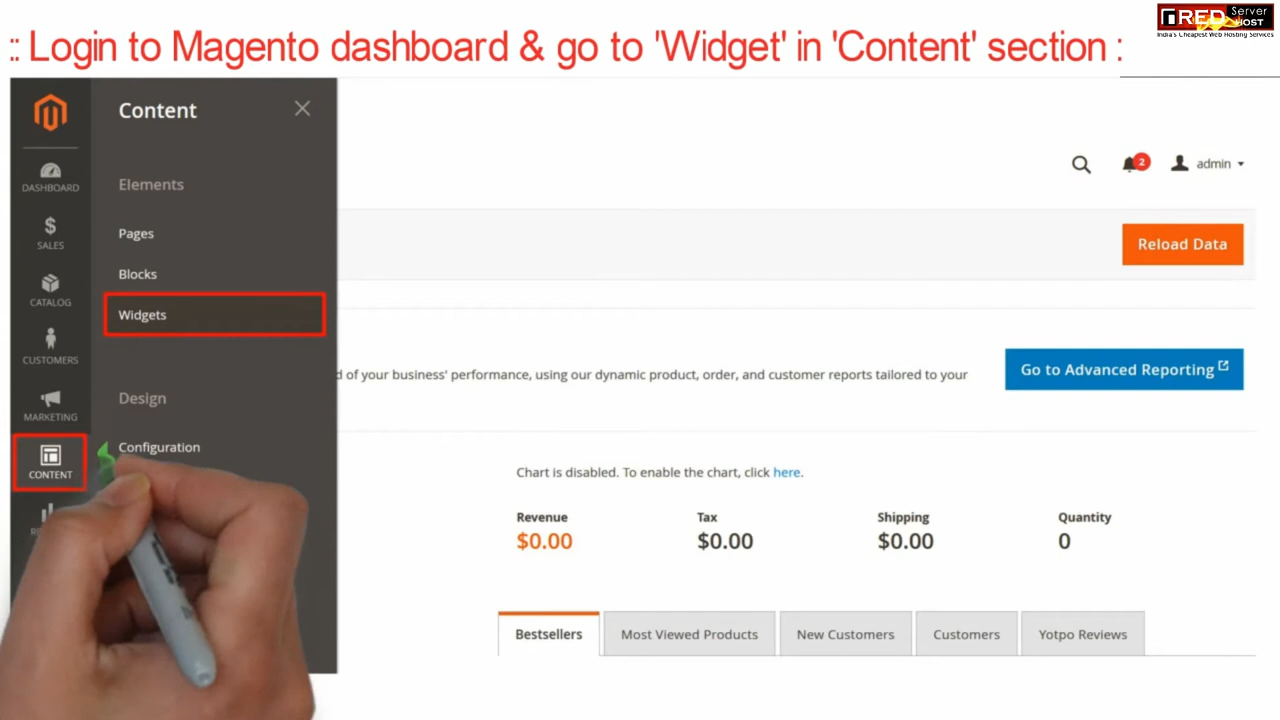 :: Login to Magento dashboard & go to 'Widget' in 'Content' section :
RED Server
HOST
India's Cheapest Web Hosting Services
Content
DASHBOARD
SALES
CATALOG
CUSTOMERS
MARKETING
CONTENT
Elements
Pages
Blocks
Widgets
Design
Configuration
2
admin
Reload Data
d of your business' performance, using our dynamic product, order, and customer reports tailored to your
Go to Advanced Reporting
Chart is disabled. To enable the chart, click here.
Revenue Tax Shipping Quantity
$0.00 $0.00 $0.00 0
Bestsellers Most Viewed Products New Customers Customers Yotpo Reviews